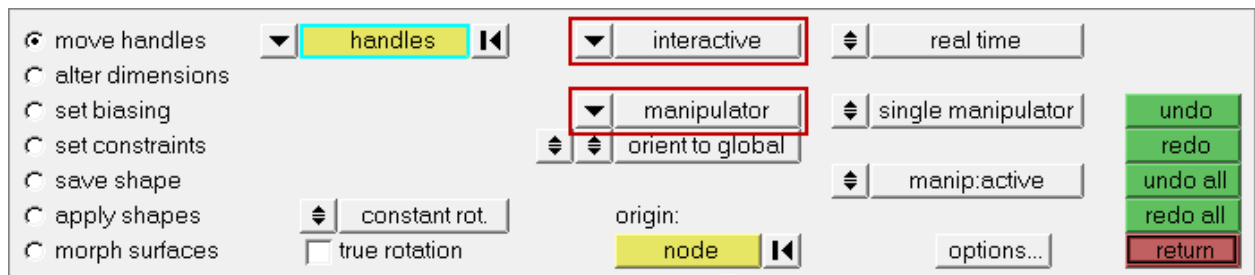 move handles handles interactive real time
alter dimensions
set biasing manipulator single manipulator undo
set constraints orient to global redo
save shape manip:active undo all
apply shapes constant rot. origin: redo all
morph surfaces true rotation node options... return